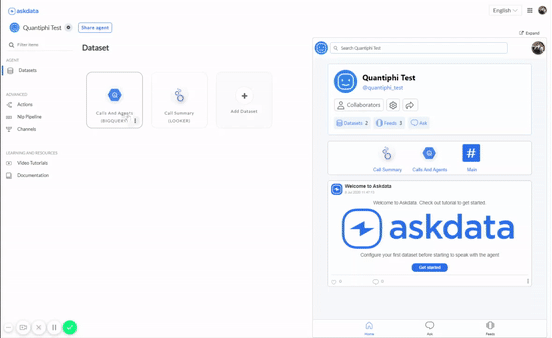 askdata
English
Quantiphi Test
Share agent
Expand
Filter items
Dataset
Search Quantiphi Test
AGENT
Datasets
Calls And Agents
(BIGQUERY)
Call Summary
(LOOKER)
Add Dataset
Quantiphi Test
@quantiphi_test
Collaborators
Datasets 2
Feeds 3
Ask
ADVANCED
Actions
Nlp Pipeline
Channels
LEARNING AND RESOURCES
Video Tutorials
Documentation
Call Summary
Calls And Agents
Main
Welcome to Askdata
Welcome to Askdata. Check out tutorial to get started
askdata
Configure your first dataset before starting to speak with the agent
Get started
0
0
Home
Ask
Feeds